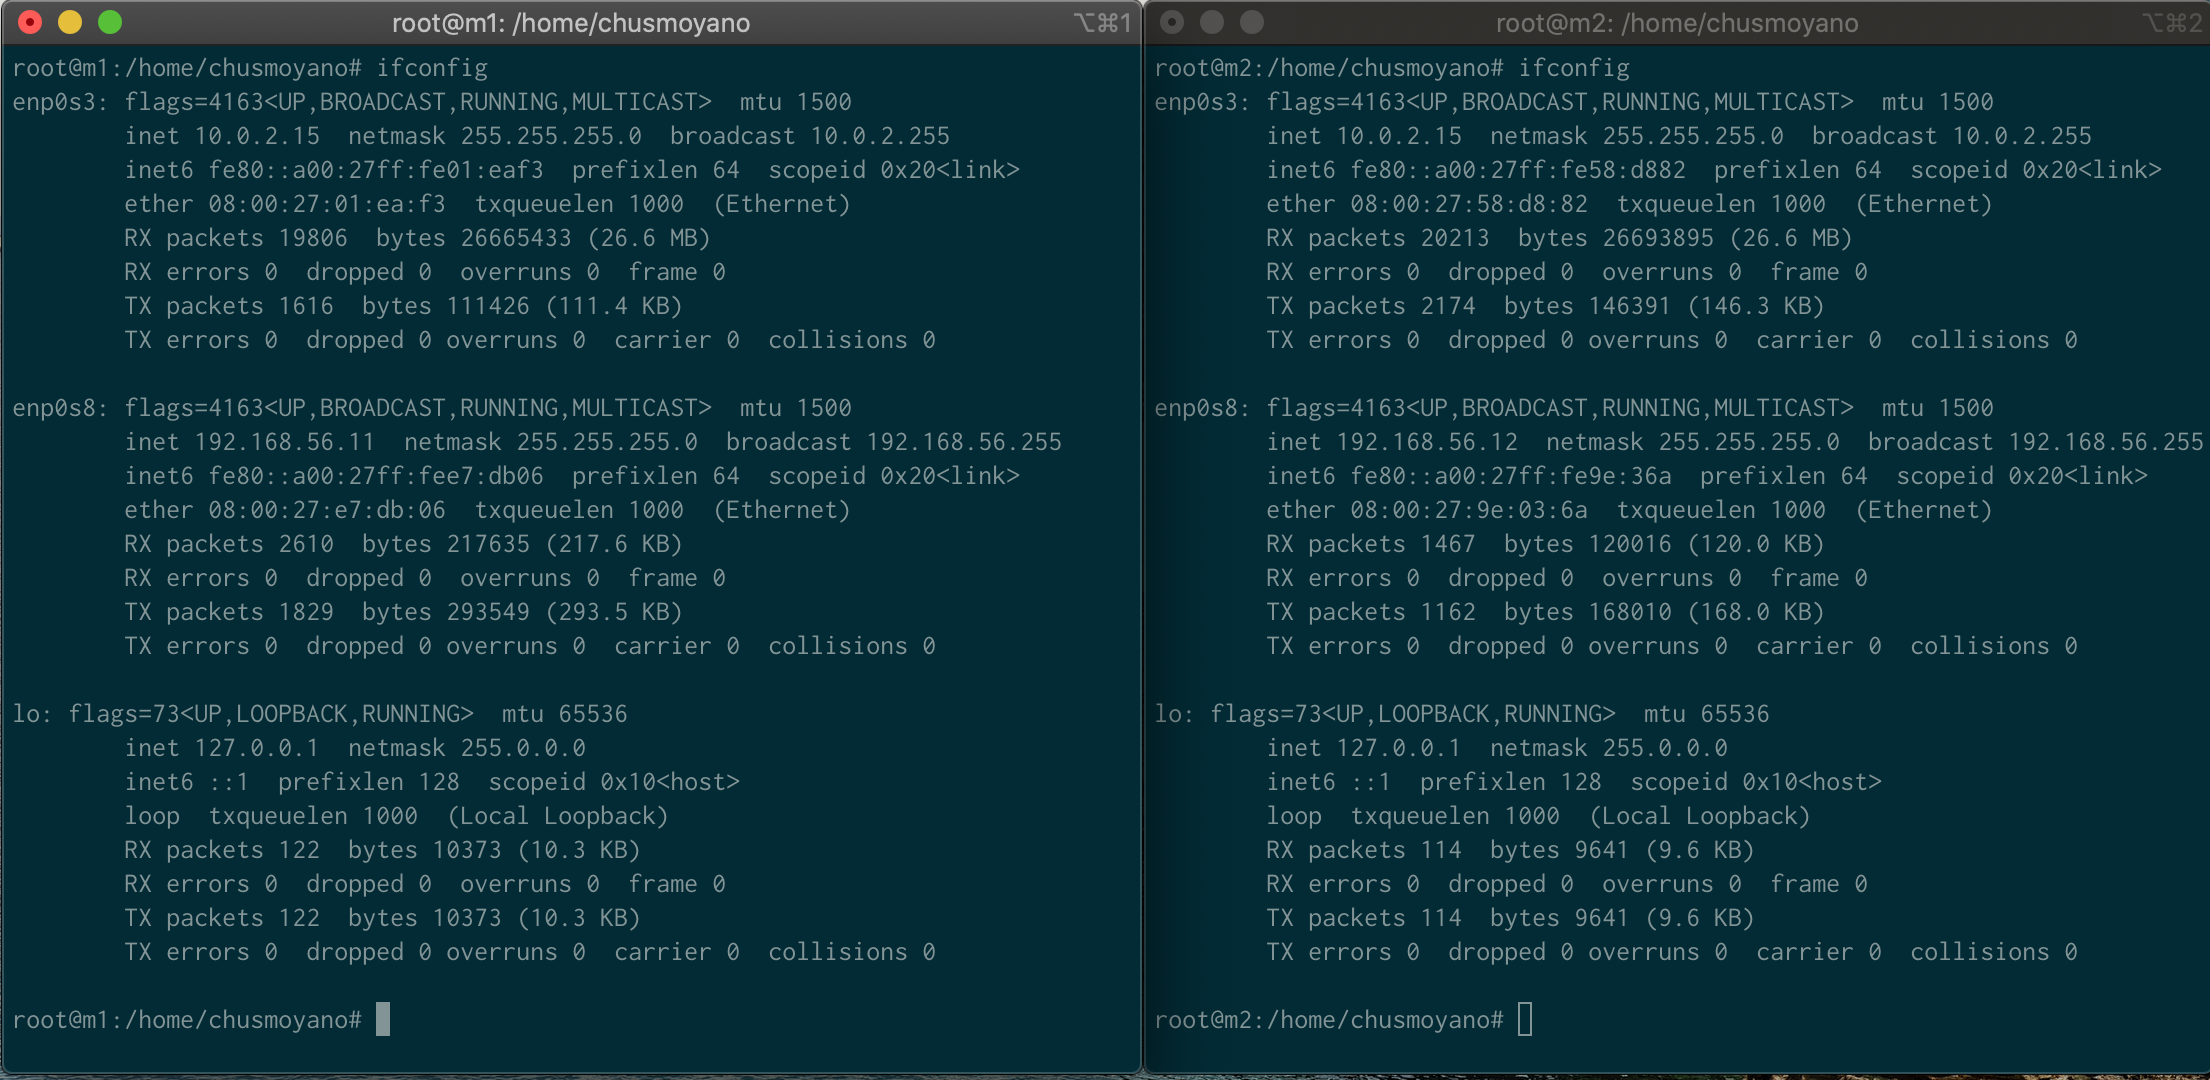 root@m1: /home/chusmoyano
⌥⌘1
root@m1:/home/chusmoyano# ifconfig
enp0s3: flags=4163<UP,BROADCAST,RUNNING,MULTICAST>  mtu 1500
        inet 10.0.2.15  netmask 255.255.255.0  broadcast 10.0.2.255
        inet6 fe80::a00:27ff:fe01:eaf3  prefixlen 64  scopeid 0x20<link>
        ether 08:00:27:01:ea:f3  txqueuelen 1000  (Ethernet)
        RX packets 19806  bytes 26665433 (26.6 MB)
        RX errors 0  dropped 0  overruns 0  frame 0
        TX packets 1616  bytes 111426 (111.4 KB)
        TX errors 0  dropped 0 overruns 0  carrier 0  collisions 0

enp0s8: flags=4163<UP,BROADCAST,RUNNING,MULTICAST>  mtu 1500
        inet 192.168.56.11  netmask 255.255.255.0  broadcast 192.168.56.255
        inet6 fe80::a00:27ff:fee7:db06  prefixlen 64  scopeid 0x20<link>
        ether 08:00:27:e7:db:06  txqueuelen 1000  (Ethernet)
        RX packets 2610  bytes 217635 (217.6 KB)
        RX errors 0  dropped 0  overruns 0  frame 0
        TX packets 1829  bytes 293549 (293.5 KB)
        TX errors 0  dropped 0 overruns 0  carrier 0  collisions 0

lo: flags=73<UP,LOOPBACK,RUNNING>  mtu 65536
        inet 127.0.0.1  netmask 255.0.0.0
        inet6 ::1  prefixlen 128  scopeid 0x10<host>
        loop  txqueuelen 1000  (Local Loopback)
        RX packets 122  bytes 10373 (10.3 KB)
        RX errors 0  dropped 0  overruns 0  frame 0
        TX packets 122  bytes 10373 (10.3 KB)
        TX errors 0  dropped 0 overruns 0  carrier 0  collisions 0

root@m1:/home/chusmoyano#
root@m2: /home/chusmoyano
⌥⌘2
root@m2:/home/chusmoyano# ifconfig
enp0s3: flags=4163<UP,BROADCAST,RUNNING,MULTICAST>  mtu 1500
        inet 10.0.2.15  netmask 255.255.255.0  broadcast 10.0.2.255
        inet6 fe80::a00:27ff:fe58:d882  prefixlen 64  scopeid 0x20<link>
        ether 08:00:27:58:d8:82  txqueuelen 1000  (Ethernet)
        RX packets 20213  bytes 26693895 (26.6 MB)
        RX errors 0  dropped 0  overruns 0  frame 0
        TX packets 2174  bytes 146391 (146.3 KB)
        TX errors 0  dropped 0 overruns 0  carrier 0  collisions 0

enp0s8: flags=4163<UP,BROADCAST,RUNNING,MULTICAST>  mtu 1500
        inet 192.168.56.12  netmask 255.255.255.0  broadcast 192.168.56.255
        inet6 fe80::a00:27ff:fe9e:36a  prefixlen 64  scopeid 0x20<link>
        ether 08:00:27:9e:03:6a  txqueuelen 1000  (Ethernet)
        RX packets 1467  bytes 120016 (120.0 KB)
        RX errors 0  dropped 0  overruns 0  frame 0
        TX packets 1162  bytes 168010 (168.0 KB)
        TX errors 0  dropped 0 overruns 0  carrier 0  collisions 0

lo: flags=73<UP,LOOPBACK,RUNNING>  mtu 65536
        inet 127.0.0.1  netmask 255.0.0.0
        inet6 ::1  prefixlen 128  scopeid 0x10<host>
        loop  txqueuelen 1000  (Local Loopback)
        RX packets 114  bytes 9641 (9.6 KB)
        RX errors 0  dropped 0  overruns 0  frame 0
        TX packets 114  bytes 9641 (9.6 KB)
        TX errors 0  dropped 0 overruns 0  carrier 0  collisions 0

root@m2:/home/chusmoyano#